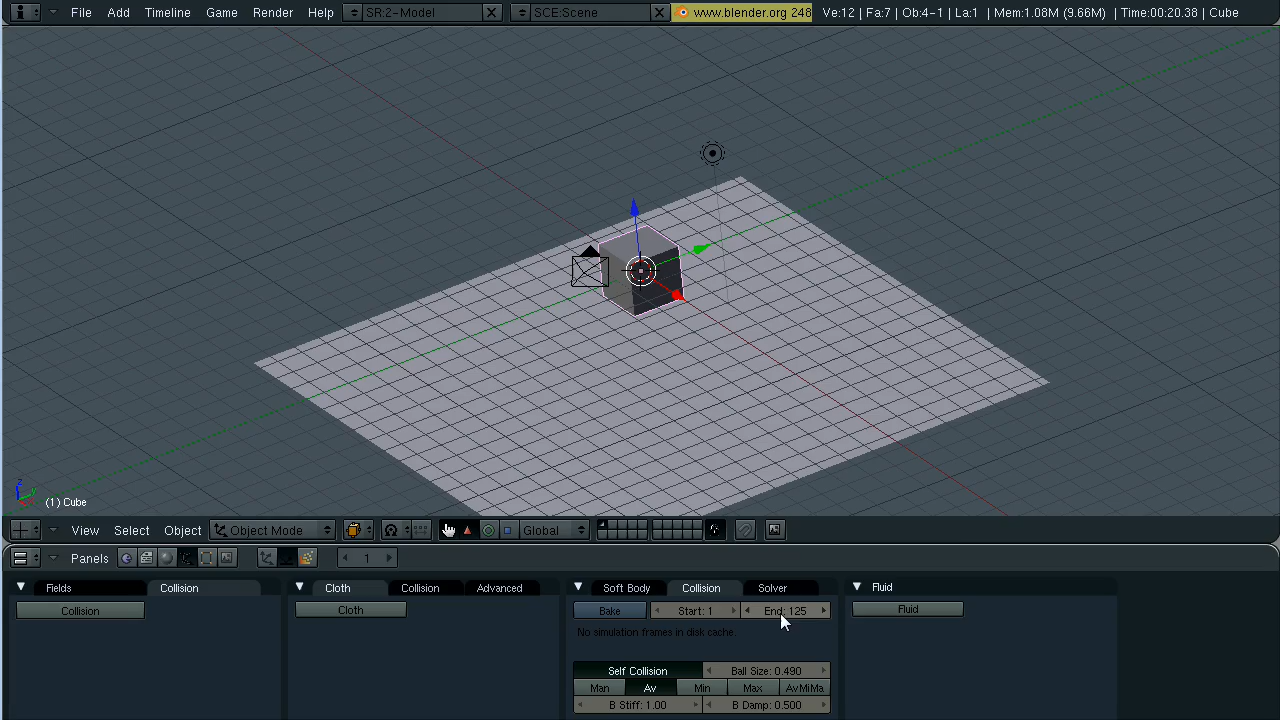 File Add Timeline Game Render Help SR:2-Model SCE:Scene www.blender.org 248 Ve:12 | Fa:7 | Ob:4-1 | La:1 | Mem:1.08M (9.66M) | Time:00:20.38 | Cube
z
y
(1) Cube
View Select Object Object Mode Global
Panels 1
Fields Collision Cloth Collision Advanced Soft Body Collision Solver Fluid
Collision Cloth Bake Start: 1 End: 125 Fluid
No simulation frames in disk cache.
Self Collision Ball Size: 0.490
Man Av Min Max AvMiMa
B Stiff: 1.00 B Damp: 0.500